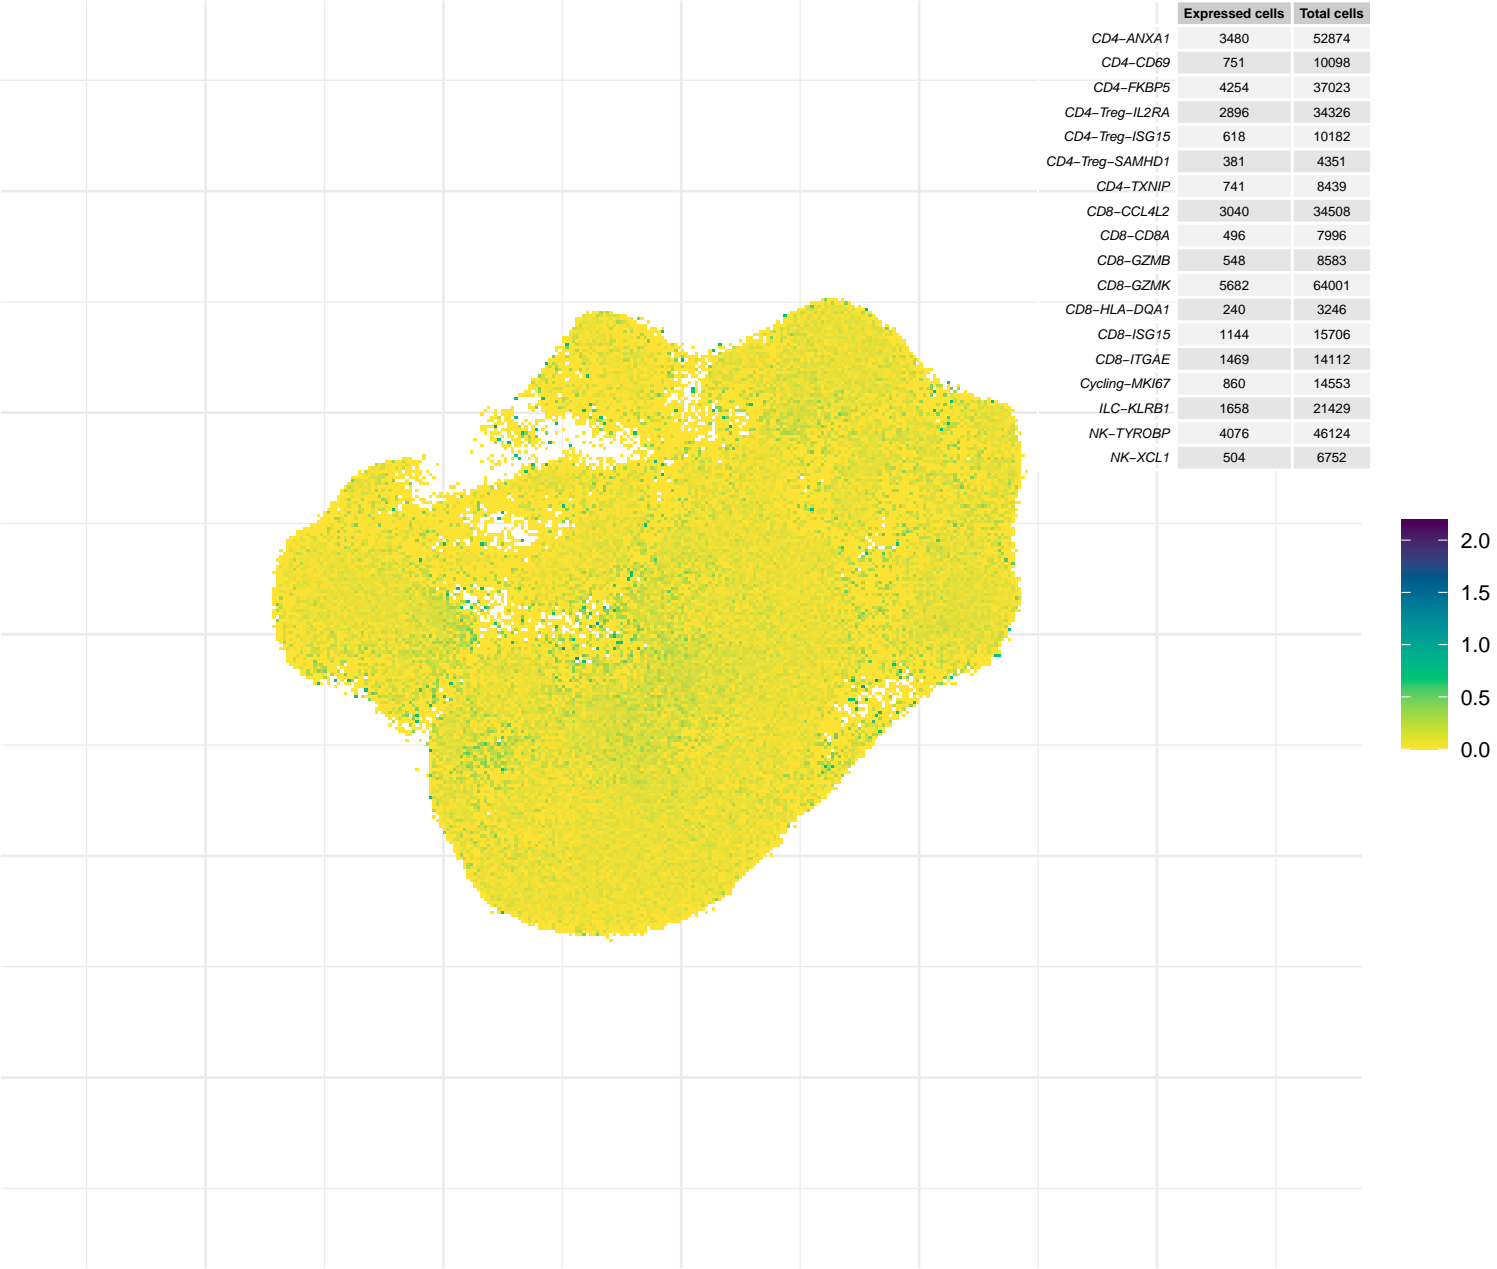 Expressed cells Total cells
CD4−ANXA1 3480 52874
CD4−CD69 751 10098
CD4−FKBP5 4254 37023
CD4−Treg−IL2RA 2896 34326
CD4−Treg−ISG15 618 10182
CD4−Treg−SAMHD1 381 4351
CD4−TXNIP 741 8439
CD8−CCL4L2 3040 34508
CD8−CD8A 496 7996
CD8−GZMB 548 8583
CD8−GZMK 5682 64001
CD8−HLA−DQA1 240 3246
CD8−ISG15 1144 15706
CD8−ITGAE 1469 14112
Cycling−MKI67 860 14553
ILC−KLRB1 1658 21429
NK−TYROBP 4076 46124
NK−XCL1 504 6752
2.0
1.5
1.0
0.5
0.0